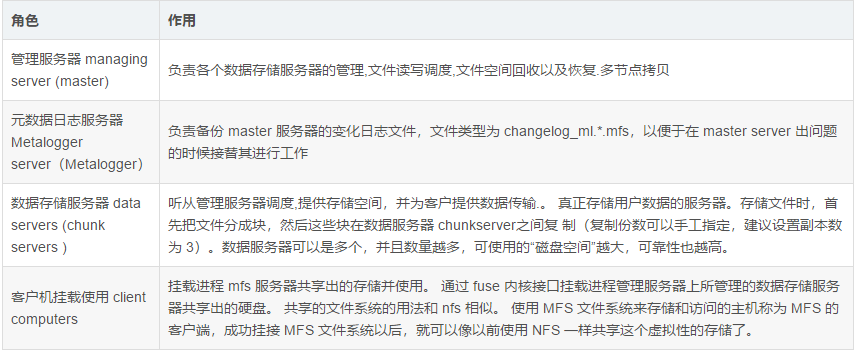 角色 作用
管理服务器 managing
server (master)
负责各个数据存储服务器的管理,文件读写调度,文件空间回收以及恢复.多节点拷贝
元数据日志服务器
Metalogger
server（Metalogger）
负责备份 master 服务器的变化日志文件，文件类型为 changelog_ml.*.mfs，以便于在 master server 出问题
的时候接替其进行工作
数据存储服务器 data
servers (chunk
servers )
听从管理服务器调度,提供存储空间，并为客户提供数据传输.。 真正存储用户数据的服务器。存储文件时，首
先把文件分成块，然后这些块在数据服务器 chunkserver之间复 制（复制份数可以手工指定，建议设置副本数
为 3）。数据服务器可以是多个，并且数量越多，可使用的“磁盘空间”越大，可靠性也越高。
客户机挂载使用 client
computers
挂载进程 mfs 服务器共享出的存储并使用。 通过 fuse 内核接口挂载进程管理服务器上所管理的数据存储服务
器共享出的硬盘。 共享的文件系统的用法和 nfs 相似。 使用 MFS 文件系统来存储和访问的主机称为 MFS 的
客户端，成功挂接 MFS 文件系统以后，就可以像以前使用 NFS 一样共享这个虚拟性的存储了。